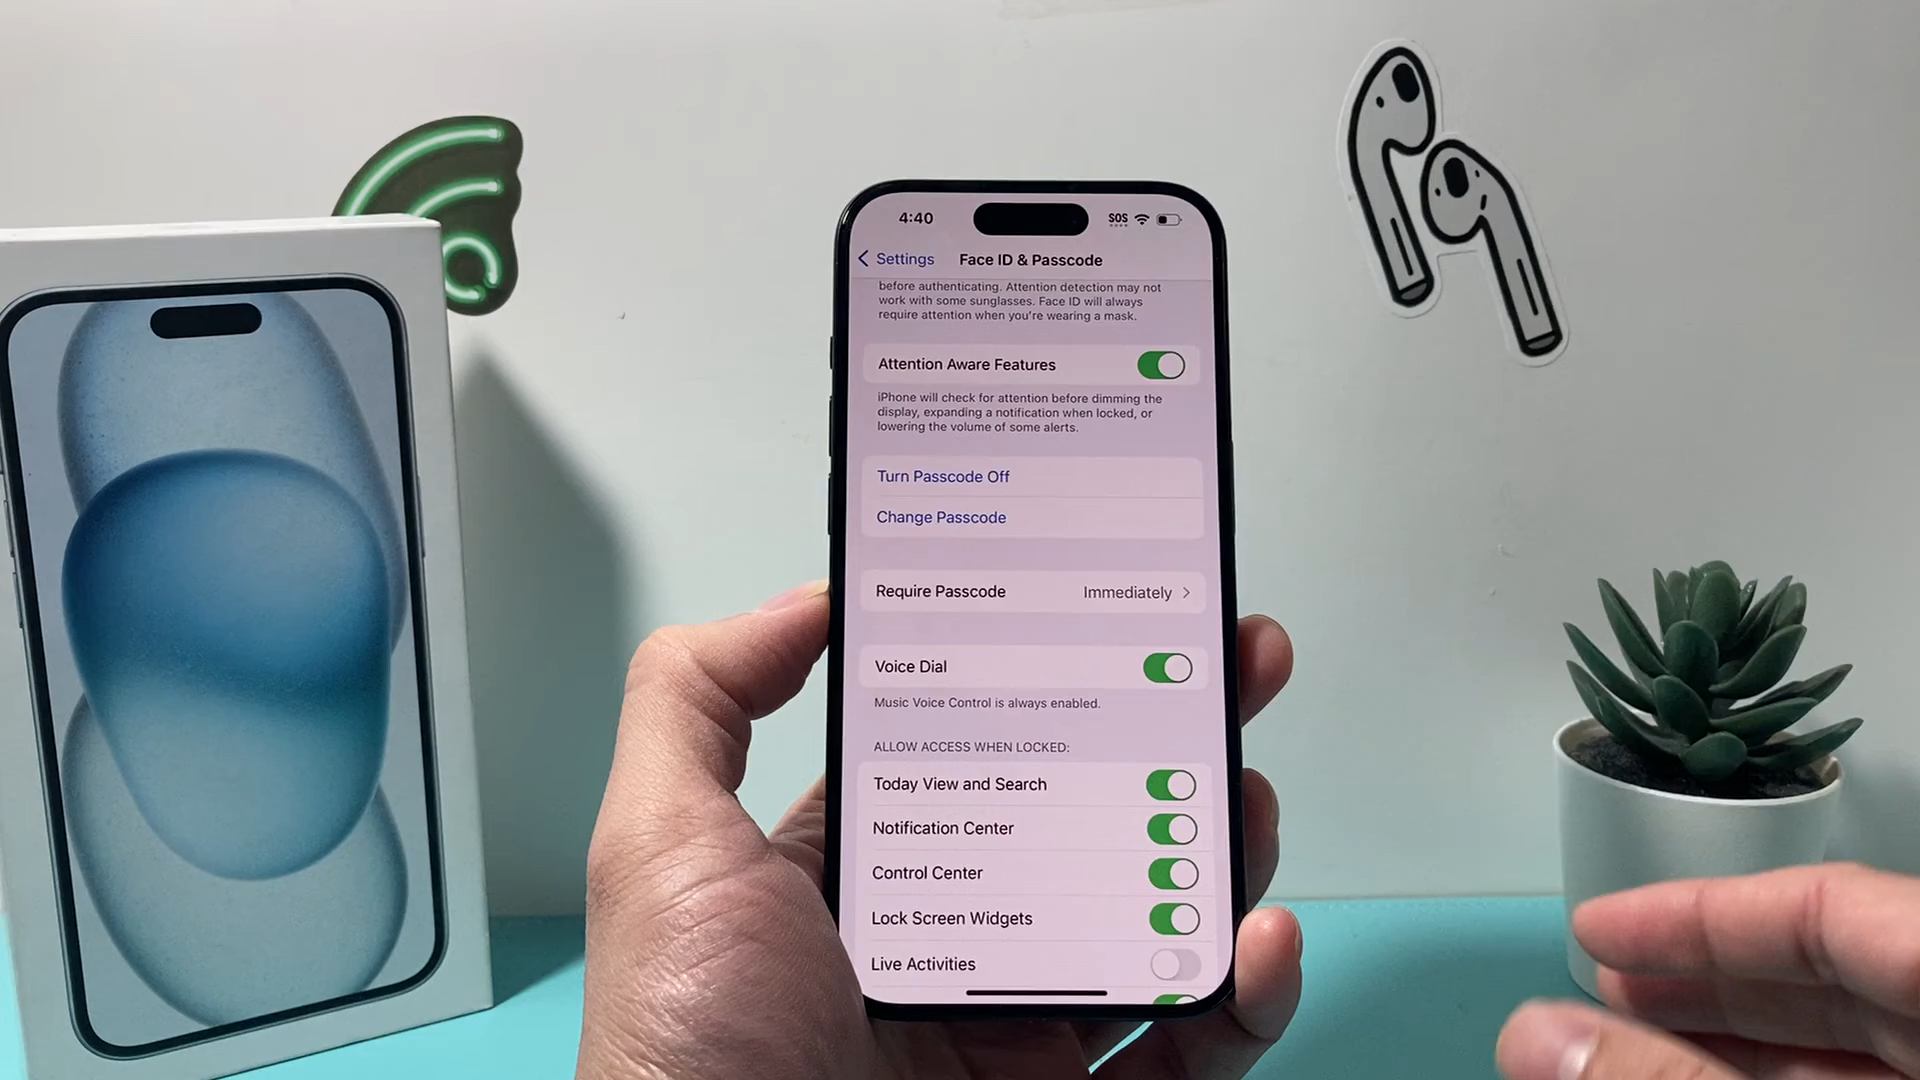 4:40
SOS
Settings
Face ID & Passcode
before authenticating. Attention detection may not
work with some sunglasses. Face ID will always
require attention when you're wearing a mask.
Attention Aware Features
iPhone will check for attention before dimming the
display, expanding a notification when locked, or
lowering the volume of some alerts.
Turn Passcode Off
Change Passcode
Require Passcode Immediately
Voice Dial
Music Voice Control is always enabled.
ALLOW ACCESS WHEN LOCKED:
Today View and Search
Notification Center
Control Center
Lock Screen Widgets
Live Activities